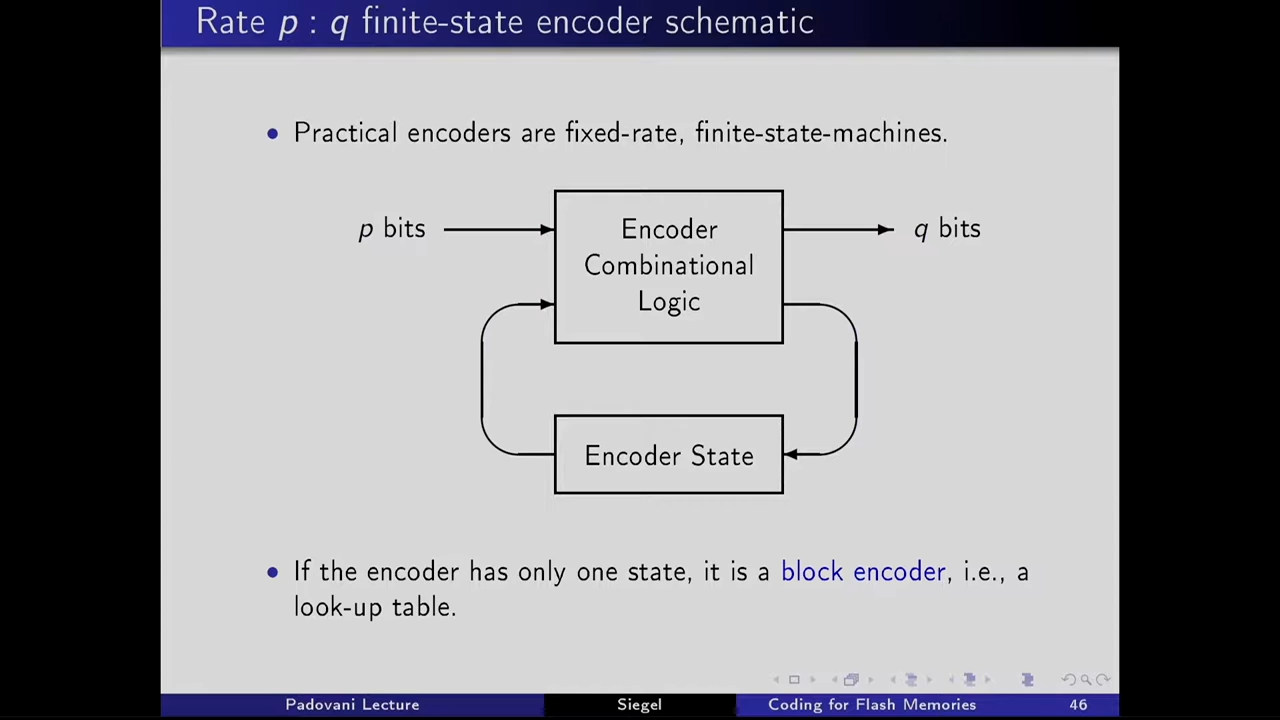 Rate p : q finite-state encoder schematic
Practical encoders are fixed-rate, finite-state-machines.
p bits
Encoder
Combinational
Logic
q bits
Encoder State
If the encoder has only one state, it is a block encoder, i.e., a
look-up table.
Padovani Lecture
Siegel
Coding for Flash Memories
46